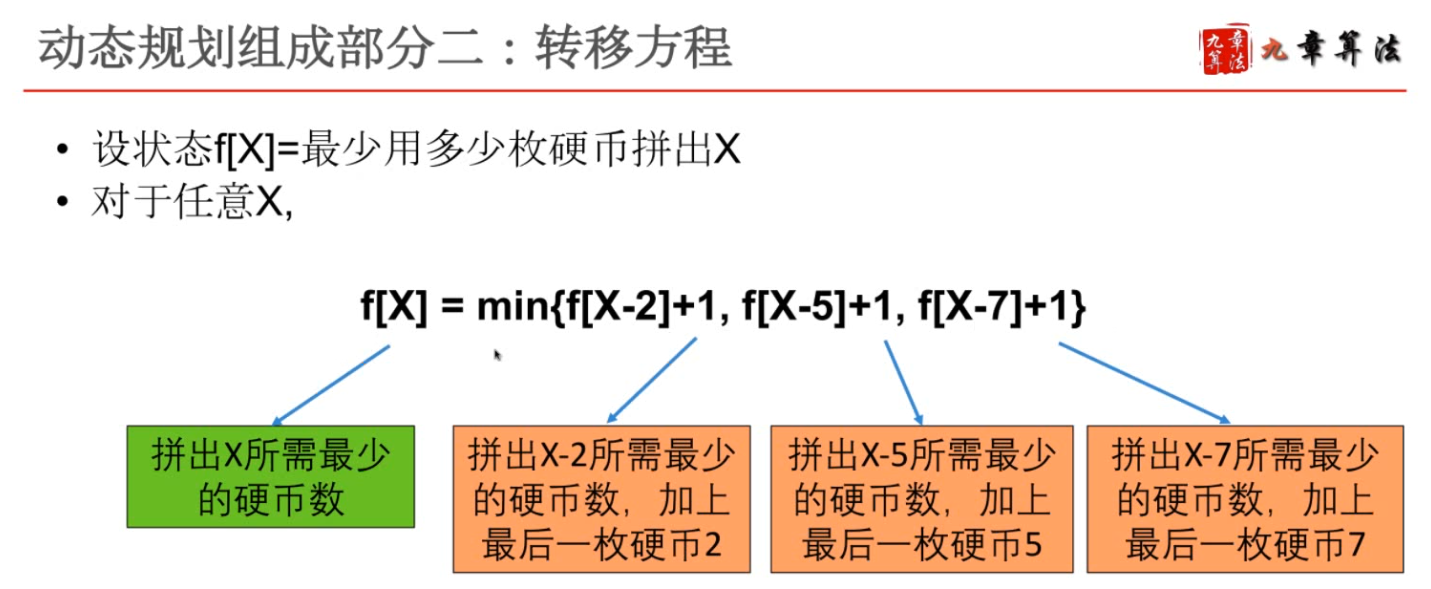 动态规划组成部分二：转移方程
九章算法
九章算法
• 设状态f[X]=最少用多少枚硬币拼出X
• 对于任意X,
f[X] = min{f[X-2]+1, f[X-5]+1, f[X-7]+1}
拼出X所需最少
的硬币数
拼出X-2所需最少
的硬币数，加上
最后一枚硬币2
拼出X-5所需最少
的硬币数，加上
最后一枚硬币5
拼出X-7所需最少
的硬币数，加上
最后一枚硬币7